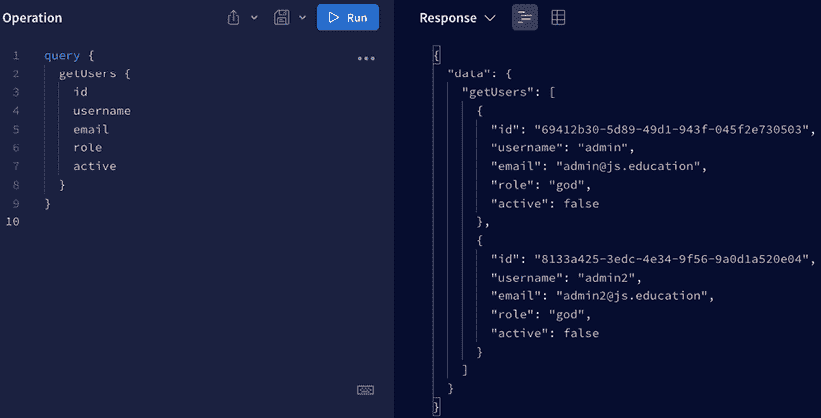 Operation
Run
Response
1 query {
2 getUsers {
3 id
4 username
5 email
6 role
7 active
8 }
9 }
10
{
"data": {
"getUsers": [
{
"id": "69412b30-5d89-49d1-943f-045f2e730503",
"username": "admin",
"email": "admin@js.education",
"role": "god",
"active": false
},
{
"id": "8133a425-3edc-4e34-9f56-9a0d1a520e04",
"username": "admin2",
"email": "admin2@js.education",
"role": "god",
"active": false
}
]
}
}